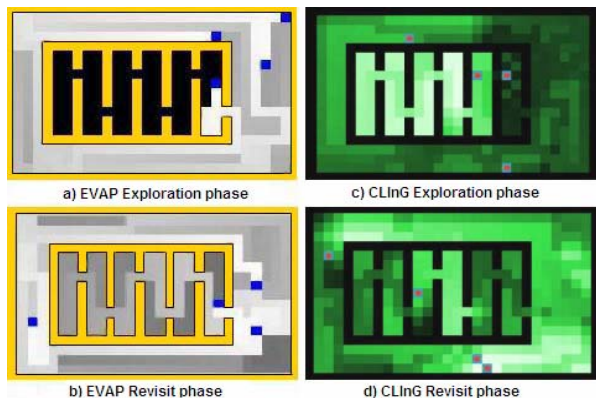 a) EVAP Exploration phase
c) CLInG Exploration phase
b) EVAP Revisit phase
d) CLInG Revisit phase